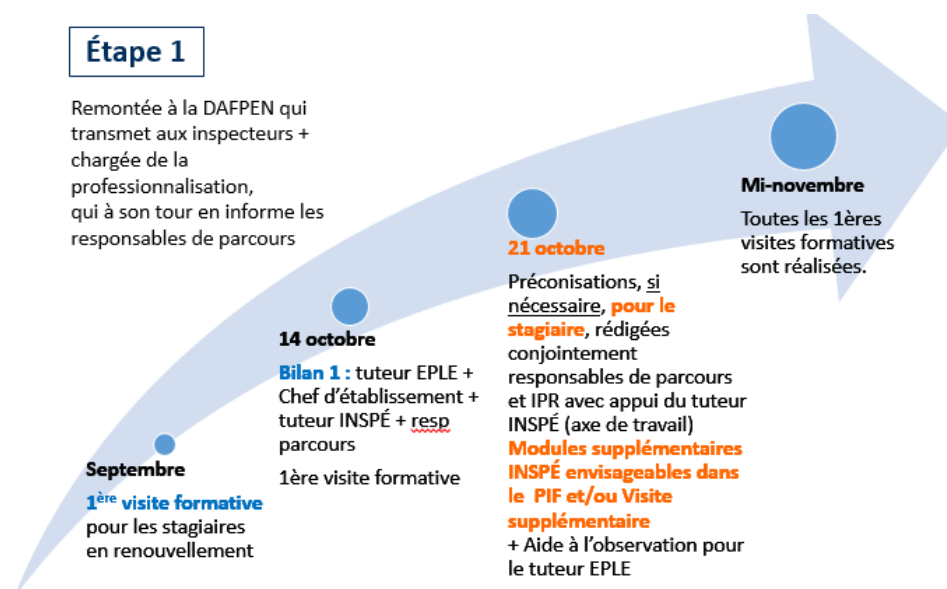 Étape 1
Remontée à la DAFPEN qui
transmet aux inspecteurs +
chargée de la
professionnalisation,
qui à son tour en informe les
responsables de parcours
Septembre
1ère visite formative
pour les stagiaires
en renouvellement
14 octobre
Bilan 1 : tuteur EPLE +
Chef d’établissement +
tuteur INSPÉ + resp
parcours
1ère visite formative
21 octobre
Préconisations, si
nécessaire, pour le
stagiaire, rédigées
conjointement
responsables de parcours
et IPR avec appui du tuteur
INSPÉ (axe de travail)
Modules supplémentaires
INSPÉ envisageables dans
le PIF et/ou Visite
supplémentaire
+ Aide à l’observation pour
le tuteur EPLE
Mi-novembre
Toutes les 1ères
visites formatives
sont réalisées.